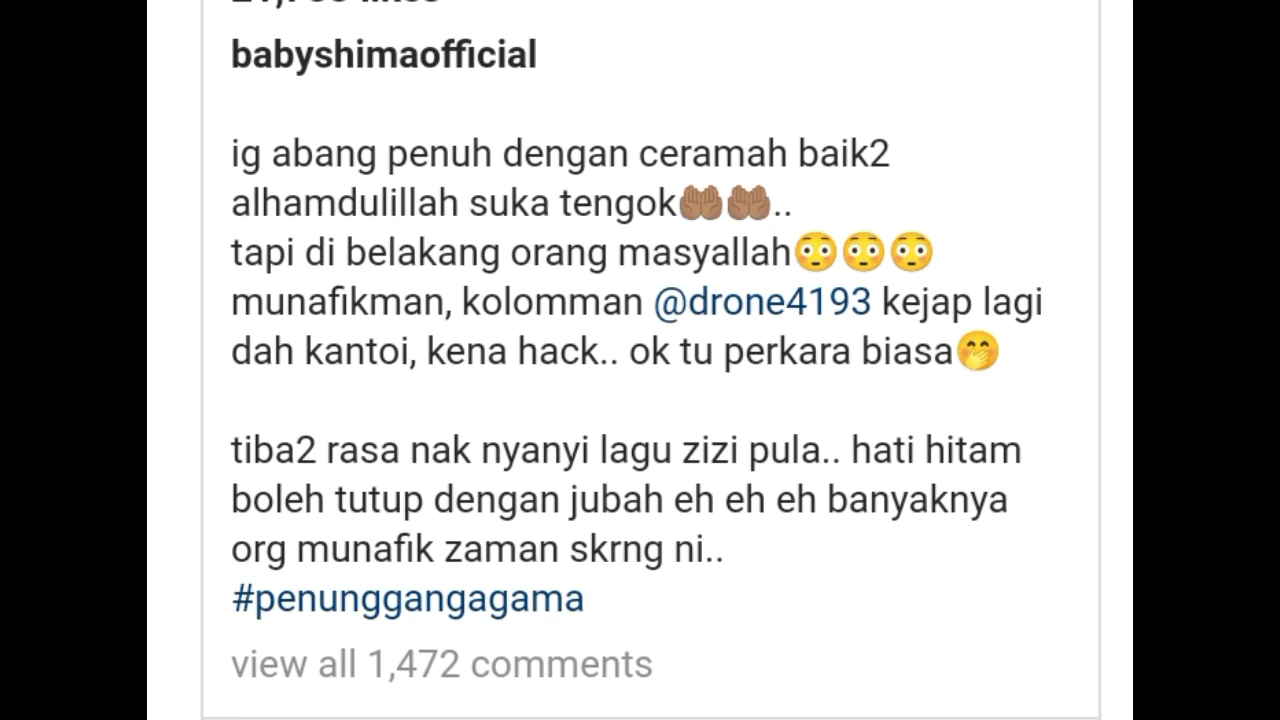 babyshimaofficial
ig abang penuh dengan ceramah baik2
alhamdulillah suka tengok🤲🏽🤲🏽..
tapi di belakang orang masyallah😳😳😳
munafikman, kolomman @drone4193 kejap lagi
dah kantoi, kena hack.. ok tu perkara biasa🤭
tiba2 rasa nak nyanyi lagu zizi pula.. hati hitam
boleh tutup dengan jubah eh eh eh banyaknya
org munafik zaman skrng ni..
#penunggangagama
view all 1,472 comments